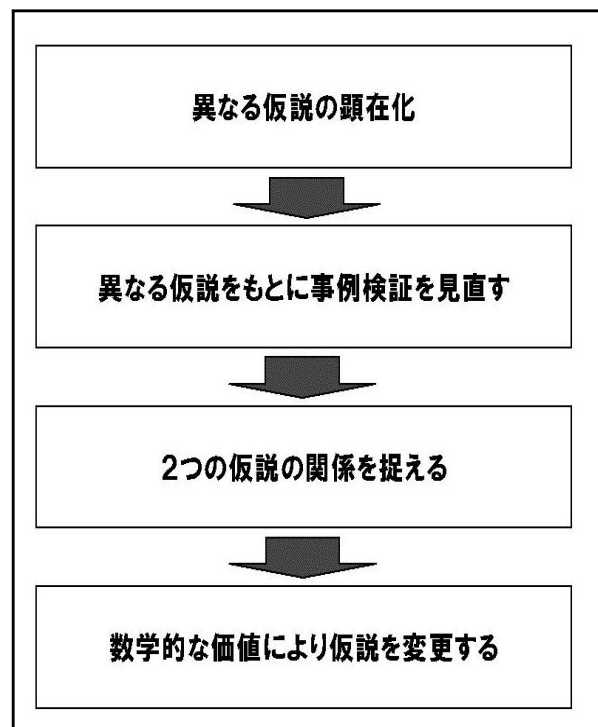 異なる仮説の顕在化
異なる仮説をもとに事例検証を見直す
2つの仮説の関係を捉える
数学的な価値により仮説を変更する